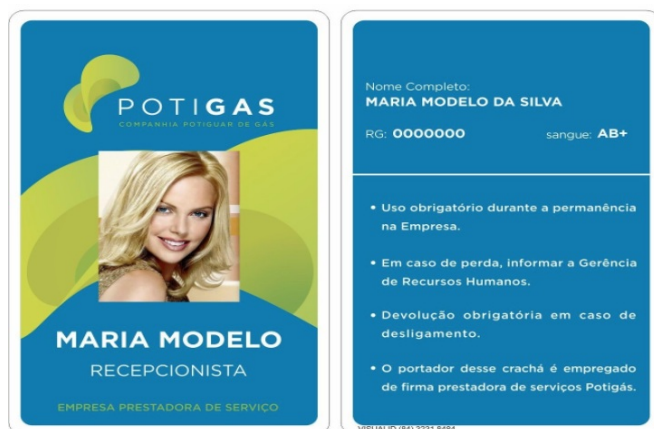 POTIGAS
COMPANHIA POTIGUAR DE GÁS
MARIA MODELO
RECEPCIONISTA
EMPRESA PRESTADORA DE SERVIÇO
Nome Completo:
MARIA MODELO DA SILVA
RG: 0000000 sangue: AB+
• Uso obrigatório durante a permanência
na Empresa.
• Em caso de perda, informar a Gerência
de Recursos Humanos.
• Devolução obrigatória em caso de
desligamento.
• O portador desse crachá é empregado
de firma prestadora de serviços Potigás.